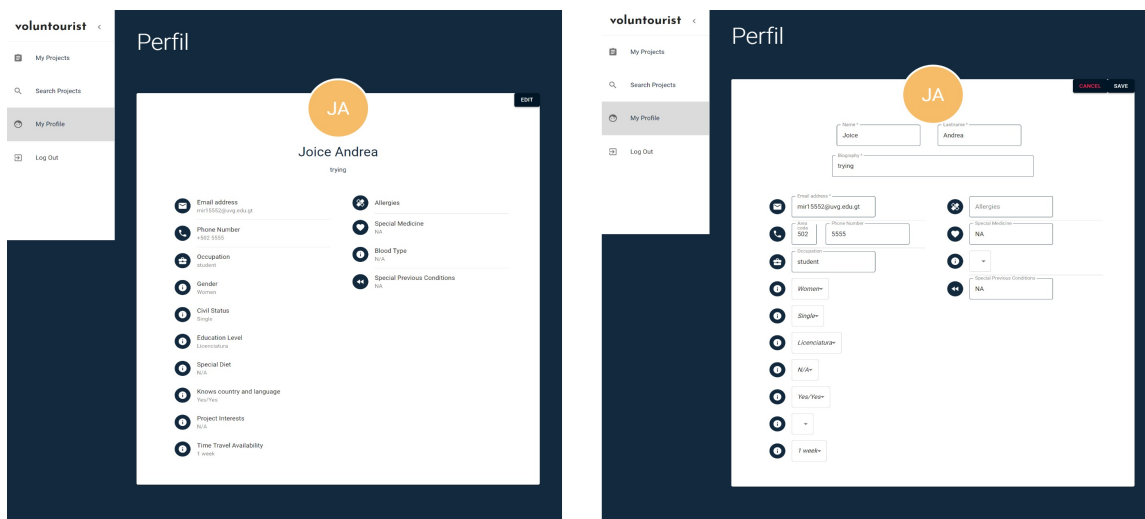 voluntourist <
My Projects
Search Projects
My Profile
Log Out
Perfil
JA
EDIT
Joice Andrea
trying
Email address
mir15552@uvg.edu.gt
Phone Number
+502 5555
Occupation
student
Gender
Women
Civil Status
Single
Education Level
Licenciatura
Special Diet
N/A
Knows country and language
Yes/Yes
Project Interests
N/A
Time Travel Availability
1 week
Allergies
Special Medicine
NA
Blood Type
N/A
Special Previous Conditions
NA
voluntourist <
My Projects
Search Projects
My Profile
Log Out
Perfil
JA
CANCEL SAVE
Name *
Joice
Lastname *
Andrea
Biography *
trying
Email address *
mir15552@uvg.edu.gt
Area code
502
Phone Number
5555
Occupation
student
Women
Single
Licenciatura
N/A
Yes/Yes
1 week
Allergies
Special Medicine
NA
Special Previous Conditions
NA